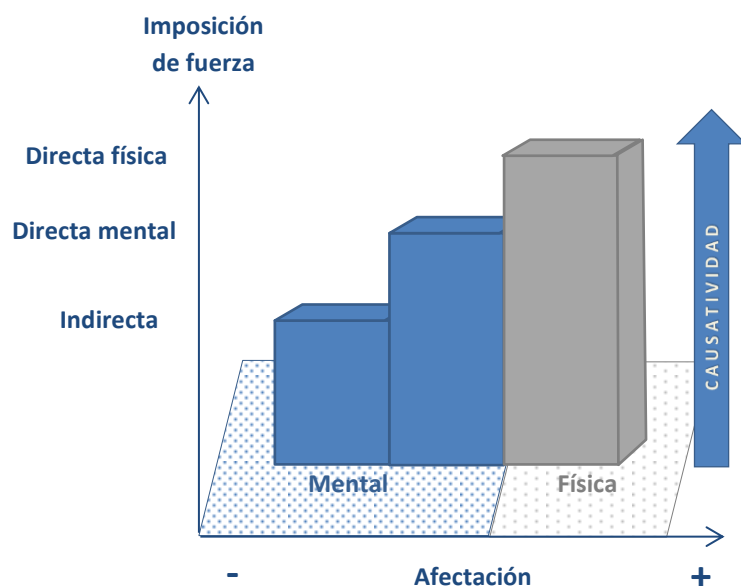 Imposición
de fuerza
Directa física
Directa mental
Indirecta
CAUSATIVIDAD
Mental
Física
-
Afectación
+